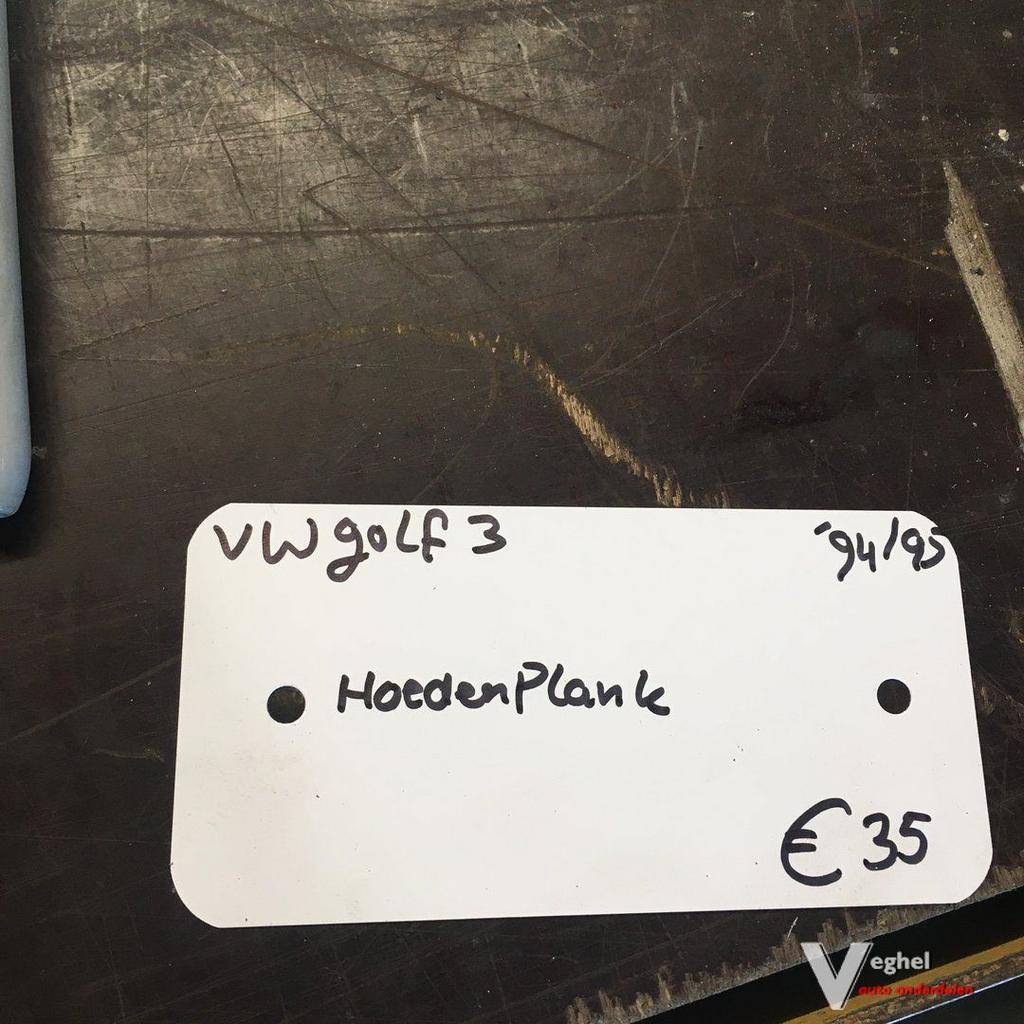 VW golf 3 '94/95
HoedenPlank
€ 35
Veghel
auto onderdelen